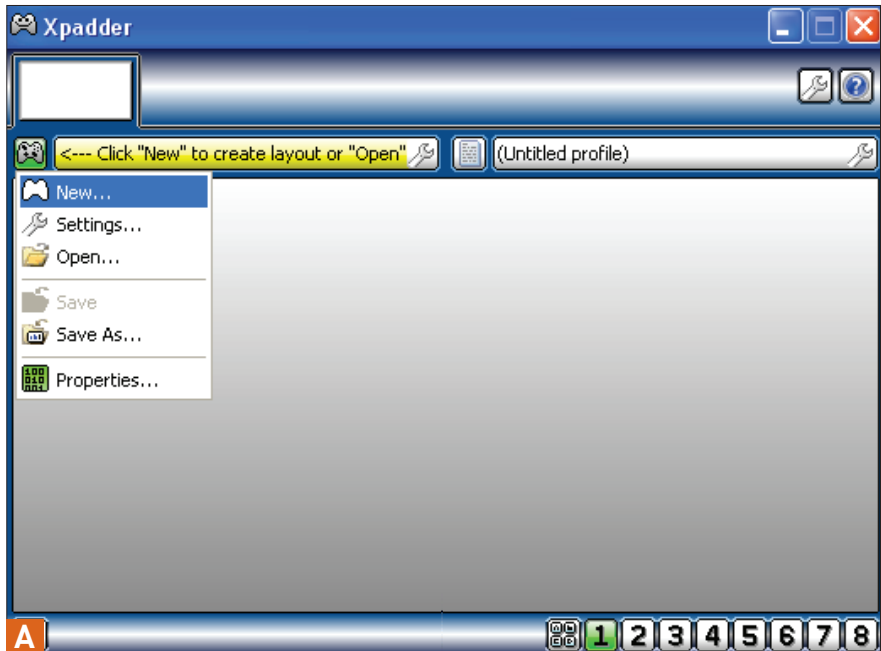 Xpadder
<--- Click "New" to create layout or "Open"
(Untitled profile)
New...
Settings...
Open...
Save
Save As...
Properties...
A
1 2 3 4 5 6 7 8